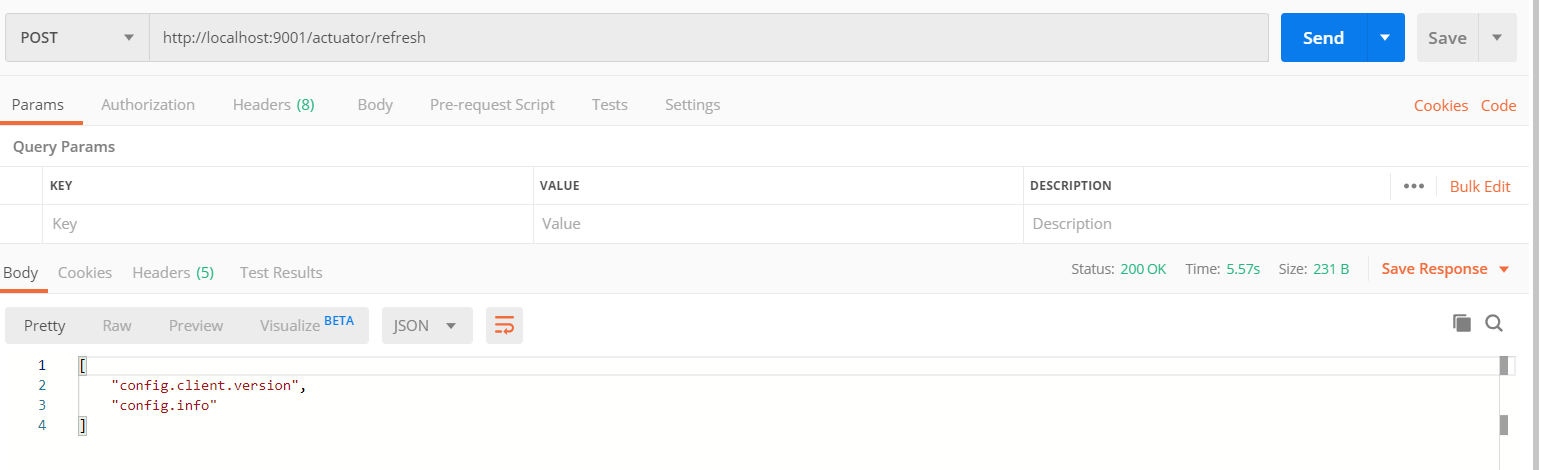 POST http://localhost:9001/actuator/refresh Send Save
Params Authorization Headers (8) Body Pre-request Script Tests Settings Cookies Code
Query Params
KEY VALUE DESCRIPTION ••• Bulk Edit
Key Value Description
Body Cookies Headers (5) Test Results Status: 200 OK Time: 5.57s Size: 231 B Save Response
Pretty Raw Preview Visualize BETA JSON
1 [
2 "config.client.version",
3 "config.info"
4 ]